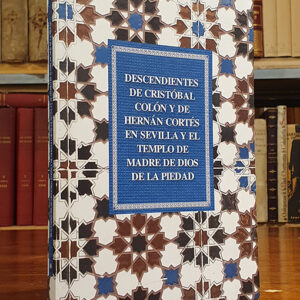 DESCENDIENTES
DE CRISTÓBAL
COLÓN Y DE
HERNÁN CORTÉS
EN SEVILLA Y EL
TEMPLO DE
MADRE DE DIOS
DE LA PIEDAD